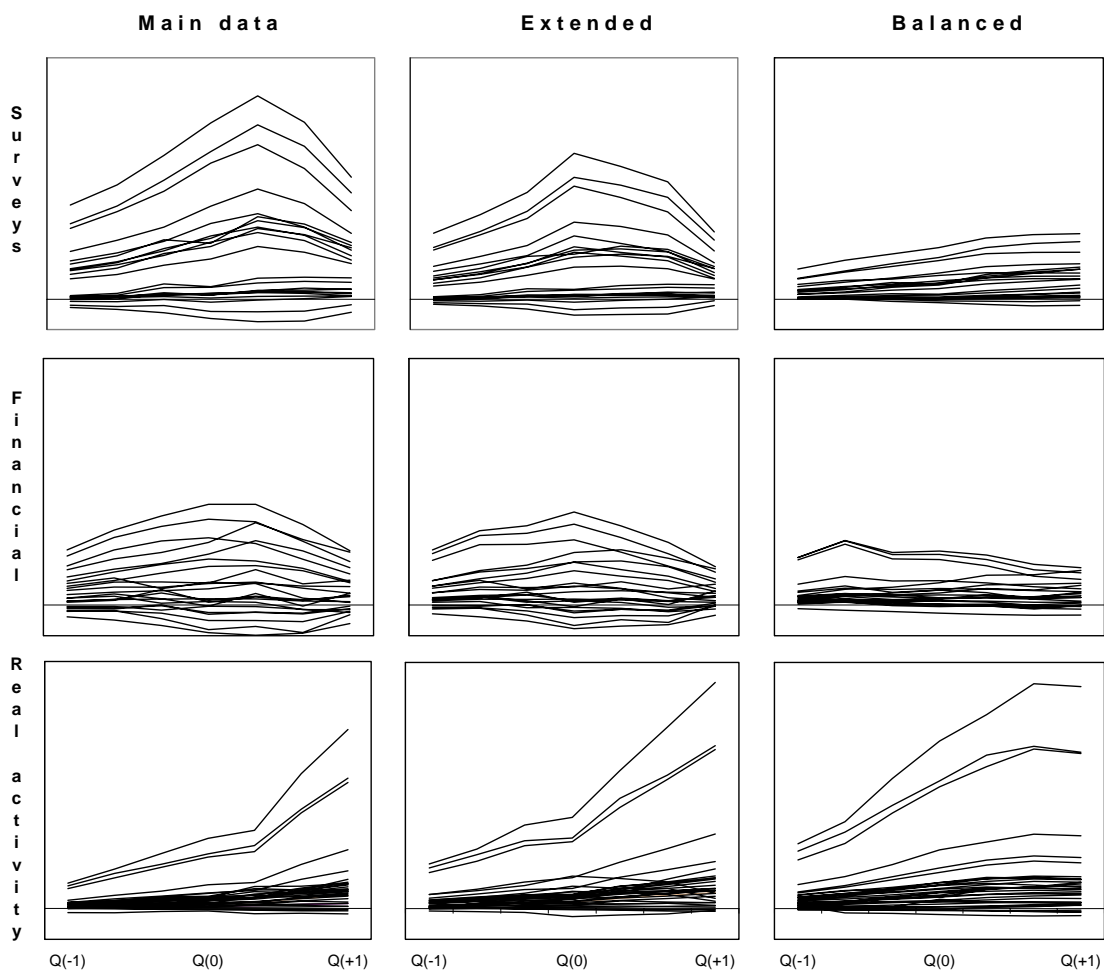 Main data
Extended
Balanced
Surveys
Financial
Real activity
Q(-1) Q(0) Q(+1)
Q(-1) Q(0) Q(+1)
Q(-1) Q(0) Q(+1)